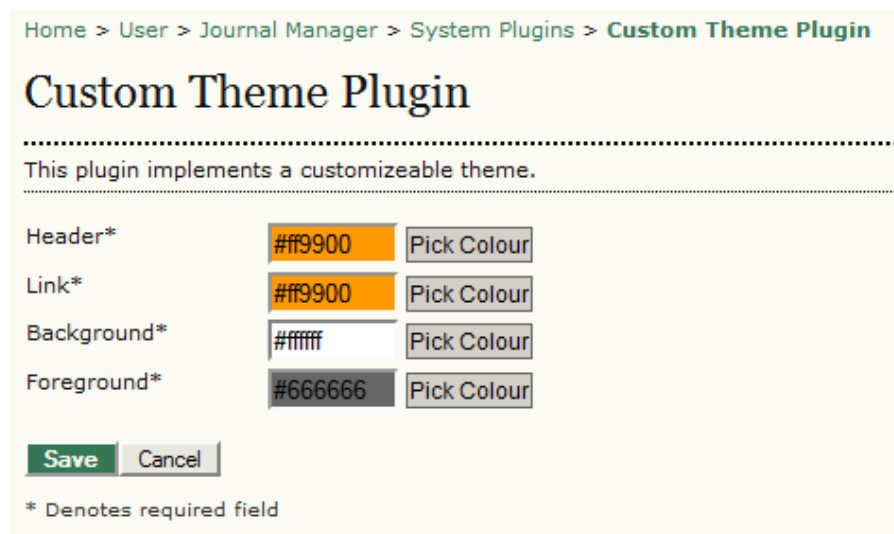 Home > User > Journal Manager > System Plugins > Custom Theme Plugin
Custom Theme Plugin
This plugin implements a customizeable theme.
Header* #ff9900 Pick Colour
Link* #ff9900 Pick Colour
Background* #ffffff Pick Colour
Foreground* #666666 Pick Colour
Save Cancel
* Denotes required field